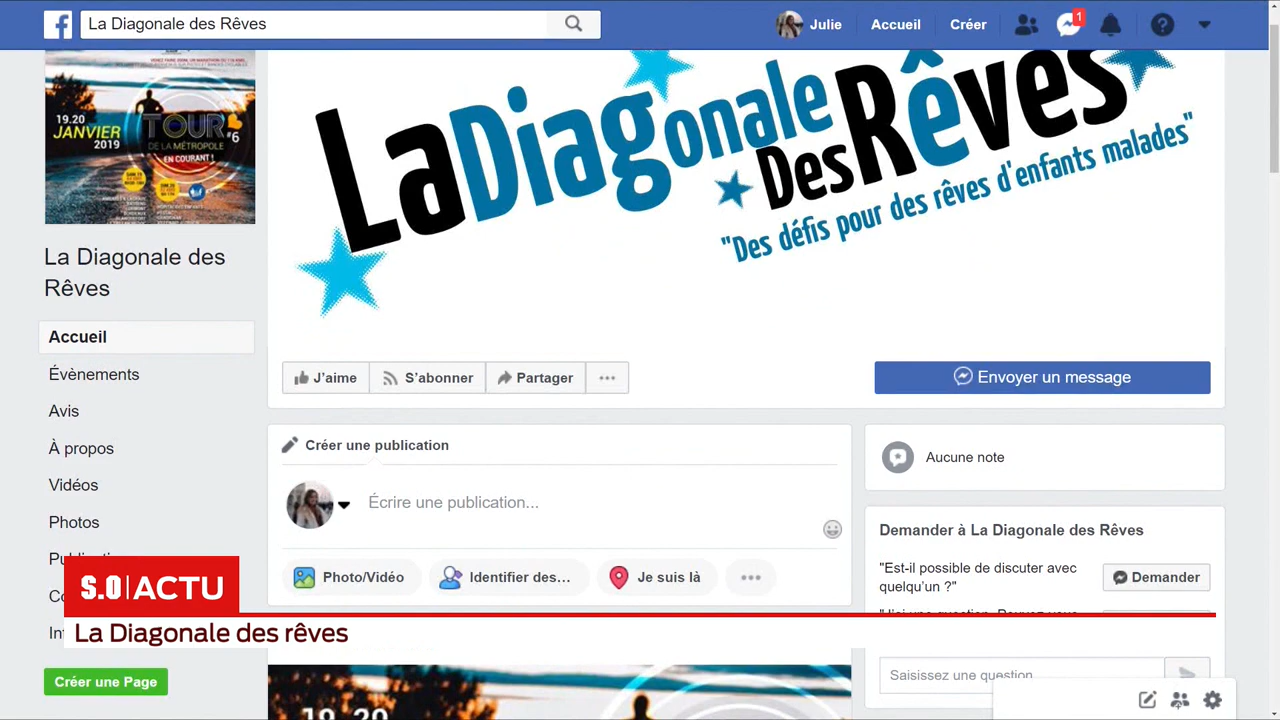 La Diagonale des Rêves
Julie
Accueil
Créer
1
19.20
JANVIER
2019
TOUR
#6
DE LA MÉTROPOLE
EN COURANT !
LaDiagonale
DesRêves
"Des défis pour des rêves d'enfants malades"
La Diagonale des
Rêves
Accueil
Évènements
Avis
À propos
Vidéos
Photos
J'aime
S'abonner
Partager
Envoyer un message
Créer une publication
Écrire une publication...
Photo/Vidéo
Identifier des...
Je suis là
Aucune note
Demander à La Diagonale des Rêves
"Est-il possible de discuter avec
quelqu'un ?"
Demander
Saisissez une question
S.O|ACTU
La Diagonale des rêves
Créer une Page
19.20